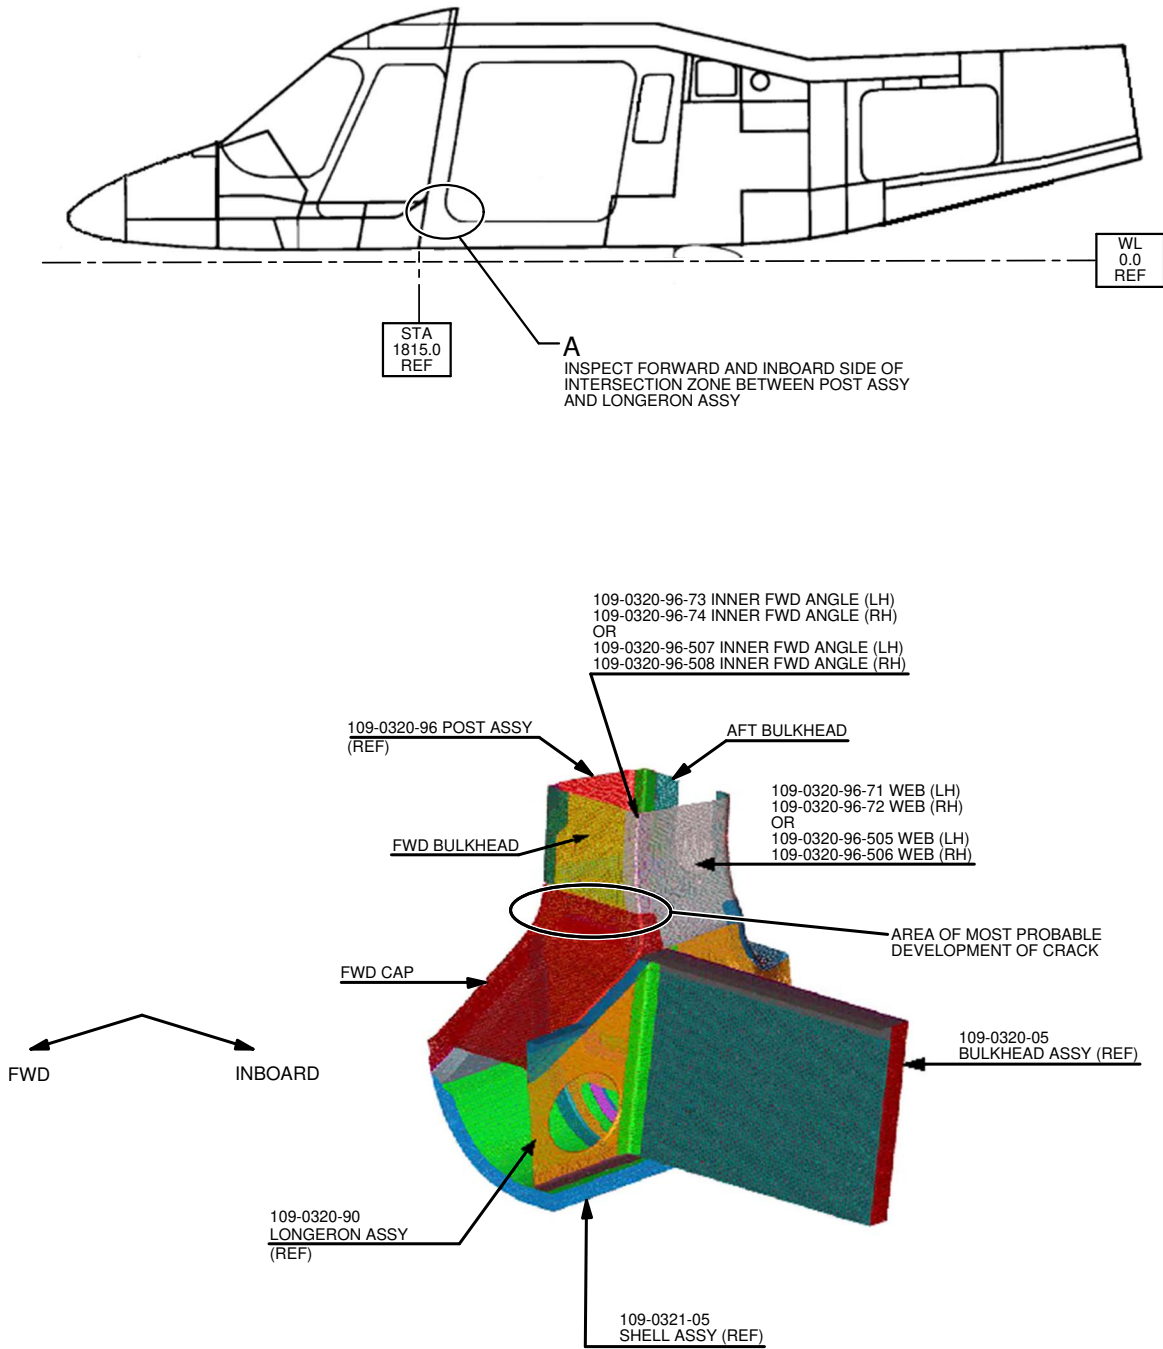 WL
0.0
REF
STA
1815.0
REF
A
INSPECT FORWARD AND INBOARD SIDE OF
INTERSECTION ZONE BETWEEN POST ASSY
AND LONGERON ASSY
109-0320-96-73 INNER FWD ANGLE (LH)
109-0320-96-74 INNER FWD ANGLE (RH)
OR
109-0320-96-507 INNER FWD ANGLE (LH)
109-0320-96-508 INNER FWD ANGLE (RH)
109-0320-96 POST ASSY
(REF)
AFT BULKHEAD
109-0320-96-71 WEB (LH)
109-0320-96-72 WEB (RH)
OR
109-0320-96-505 WEB (LH)
109-0320-96-506 WEB (RH)
FWD BULKHEAD
AREA OF MOST PROBABLE
DEVELOPMENT OF CRACK
FWD CAP
109-0320-05
BULKHEAD ASSY (REF)
FWD
INBOARD
109-0320-90
LONGERON ASSY
(REF)
109-0321-05
SHELL ASSY (REF)